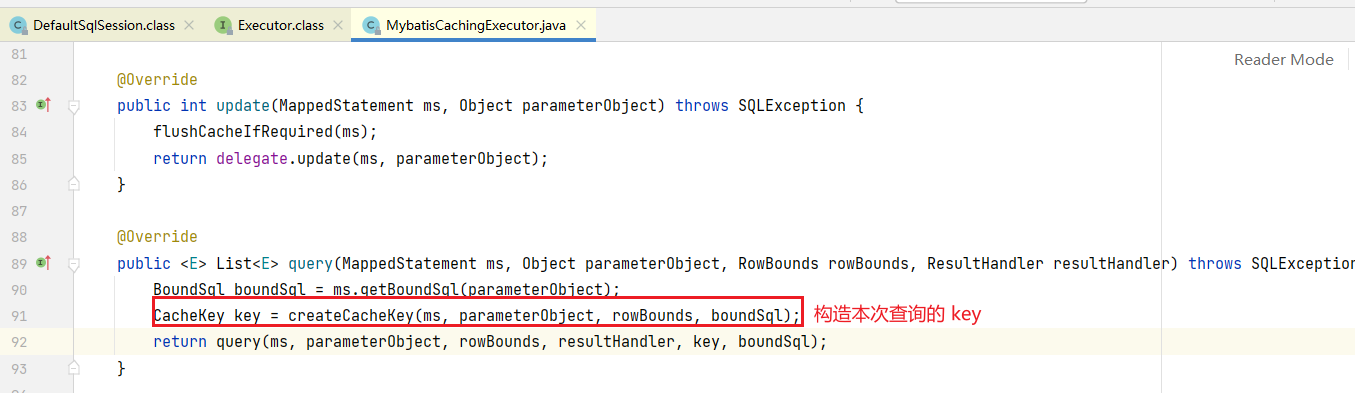 DefaultSqlSession.class Executor.class MybatisCachingExecutor.java
Reader Mode
81
82 @Override
83 public int update(MappedStatement ms, Object parameterObject) throws SQLException {
84 flushCacheIfRequired(ms);
85 return delegate.update(ms, parameterObject);
86 }
87
88 @Override
89 public <E> List<E> query(MappedStatement ms, Object parameterObject, RowBounds rowBounds, ResultHandler resultHandler) throws SQLException
90 BoundSql boundSql = ms.getBoundSql(parameterObject);
91 CacheKey key = createCacheKey(ms, parameterObject, rowBounds, boundSql); 构造本次查询的 key
92 return query(ms, parameterObject, rowBounds, resultHandler, key, boundSql);
93 }